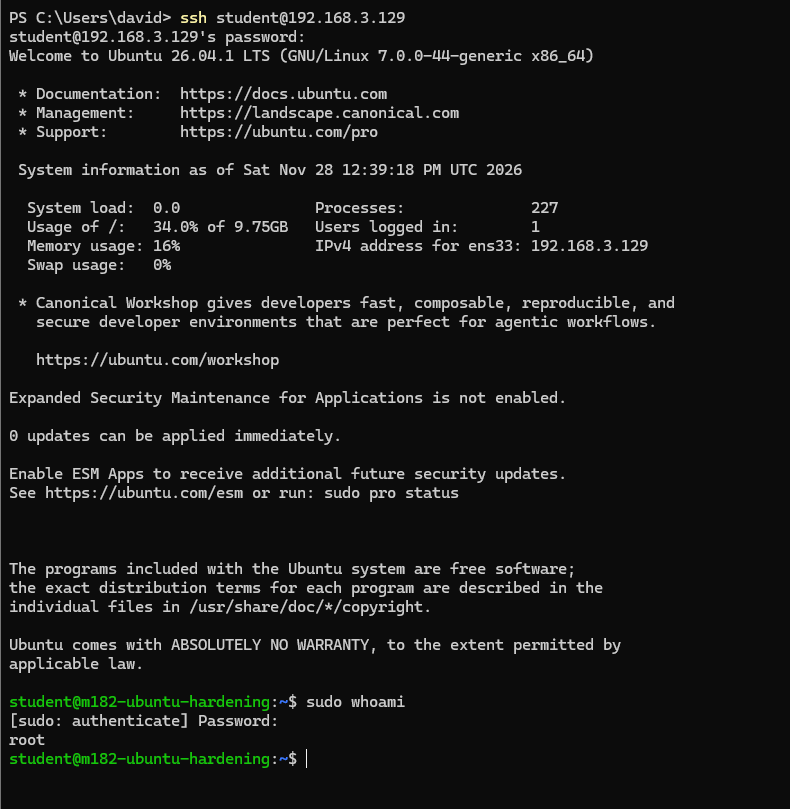 PS C:\Users\david> ssh student@192.168.3.129
student@192.168.3.129's password:
Welcome to Ubuntu 26.04.1 LTS (GNU/Linux 7.0.0-44-generic x86_64)

 * Documentation:  https://docs.ubuntu.com
 * Management:     https://landscape.canonical.com
 * Support:        https://ubuntu.com/pro

 System information as of Sat Nov 28 12:39:18 PM UTC 2026

  System load:  0.0               Processes:              227
  Usage of /:   34.0% of 9.75GB   Users logged in:        1
  Memory usage: 16%               IPv4 address for ens33: 192.168.3.129
  Swap usage:   0%

 * Canonical Workshop gives developers fast, composable, reproducible, and
   secure developer environments that are perfect for agentic workflows.

   https://ubuntu.com/workshop

Expanded Security Maintenance for Applications is not enabled.

0 updates can be applied immediately.

Enable ESM Apps to receive additional future security updates.
See https://ubuntu.com/esm or run: sudo pro status

The programs included with the Ubuntu system are free software;
the exact distribution terms for each program are described in the
individual files in /usr/share/doc/*/copyright.

Ubuntu comes with ABSOLUTELY NO WARRANTY, to the extent permitted by
applicable law.

student@m182-ubuntu-hardening:~$ sudo whoami
[sudo: authenticate] Password:
root
student@m182-ubuntu-hardening:~$